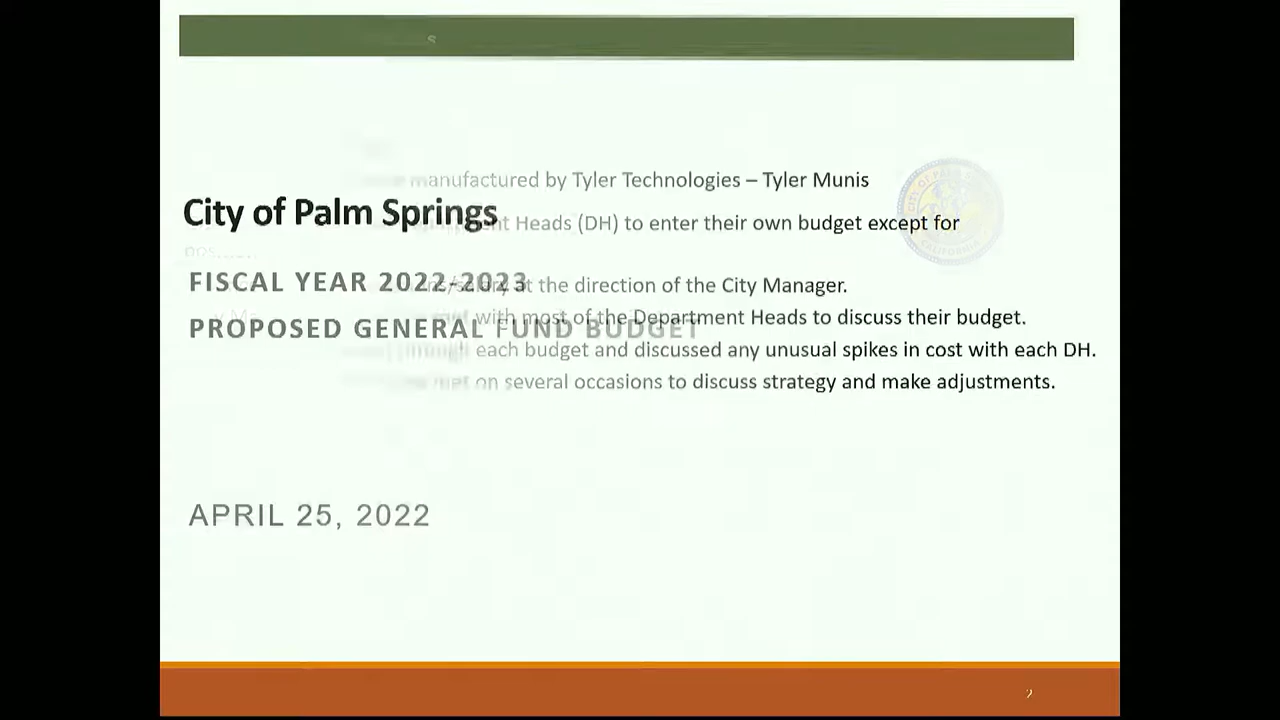 manufactured by Tyler Technologies – Tyler Munis
City of Palm Springs
Heads (DH) to enter their own budget except for
FISCAL YEAR 2022-2023
at the direction of the City Manager.
with most of the Department Heads to discuss their budget.
PROPOSED GENERAL FUND BUDGET
each budget and discussed any unusual spikes in cost with each DH.
met on several occasions to discuss strategy and make adjustments.
APRIL 25, 2022
2